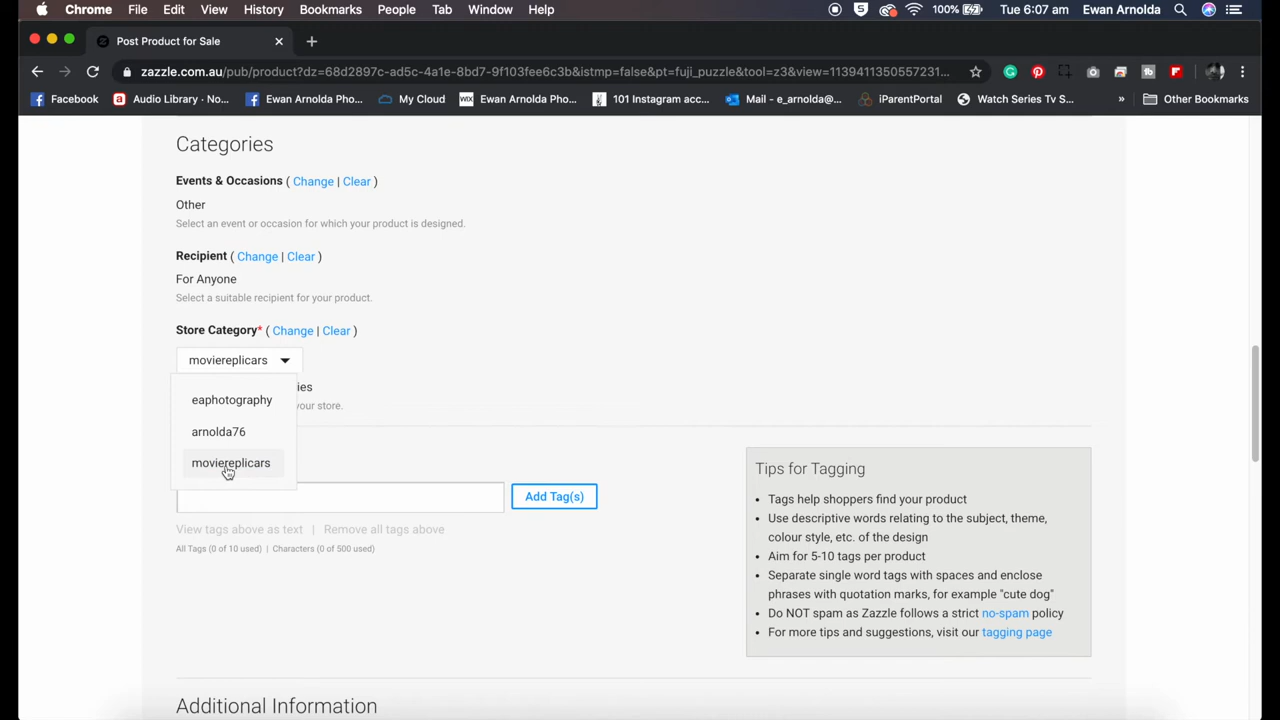 Chrome File Edit View History Bookmarks People Tab Window Help 100% Tue 6:07 am Ewan Arnolda
Post Product for Sale
zazzle.com.au/pub/product?dz=68d2897c-ad5c-4a1e-8bd7-9f103fee6c3b&istmp=false&pt=fuji_puzzle&tool=z3&view=11394113505572 31...
Facebook Audio Library - No... Ewan Arnolda Pho... My Cloud WIX Ewan Arnolda Pho... 101 Instagram acc... Mail - e_arnolda@... iParentPortal Watch Series Tv S... » Other Bookmarks
Categories
Events & Occasions ( Change | Clear )
Other
Select an event or occasion for which your product is designed.
Recipient ( Change | Clear )
For Anyone
Select a suitable recipient for your product.
Store Category* ( Change | Clear )
moviereplicars
ies
eaphotography
your store.
arnolda76
moviereplicars
Add Tag(s)
View tags above as text | Remove all tags above
All Tags (0 of 10 used) | Characters (0 of 500 used)
Tips for Tagging
• Tags help shoppers find your product
• Use descriptive words relating to the subject, theme,
colour style, etc. of the design
• Aim for 5-10 tags per product
• Separate single word tags with spaces and enclose
phrases with quotation marks, for example "cute dog"
• Do NOT spam as Zazzle follows a strict no-spam policy
• For more tips and suggestions, visit our tagging page
Additional Information